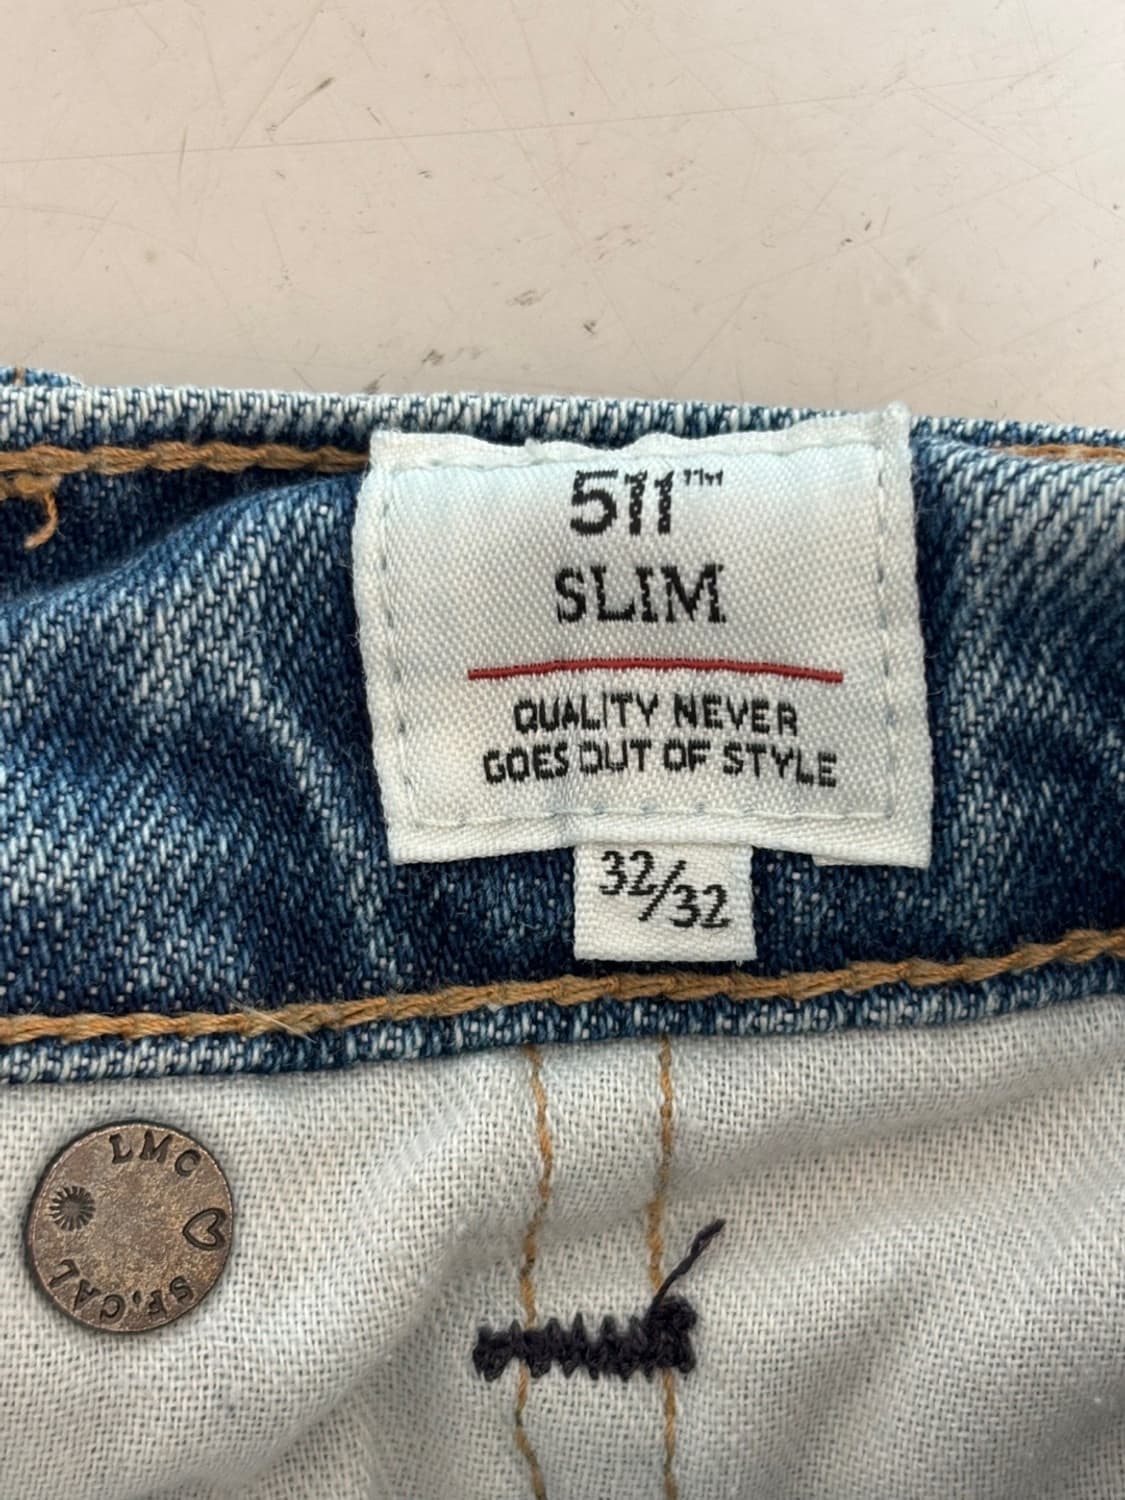 511™
SLIM
QUALITY NEVER
GOES OUT OF STYLE
32/32
LMC
SF, CAL